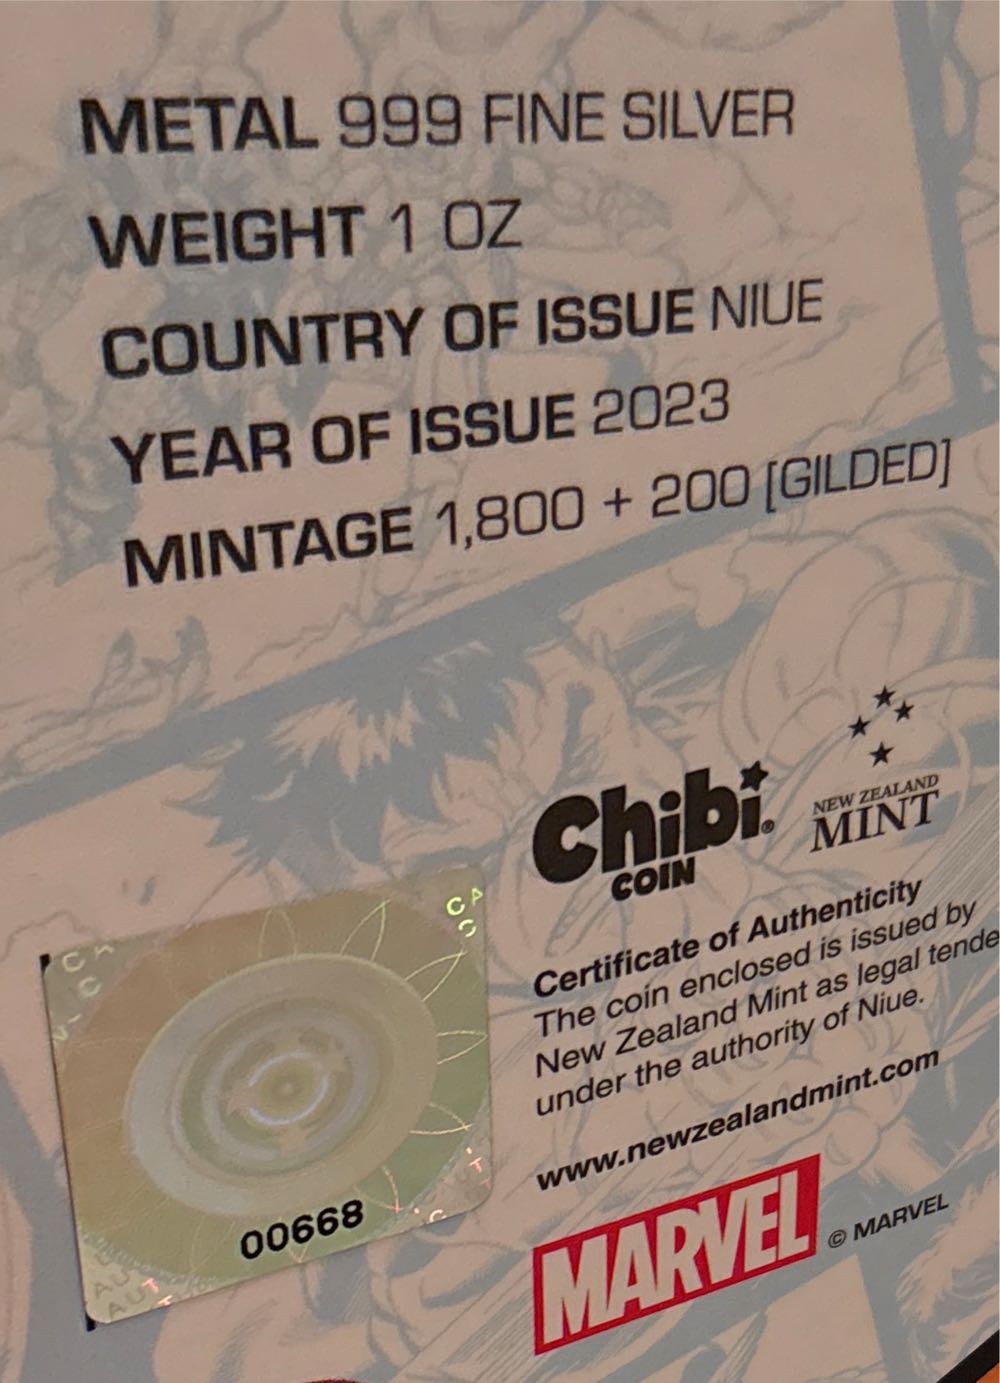 METAL 999 FINE SILVER
WEIGHT 1 OZ
COUNTRY OF ISSUE NIUE
YEAR OF ISSUE 2023
MINTAGE 1,800 + 200 [GILDED]
Chibi®
COIN
NEW ZEALAND
MINT
Certificate of Authenticity
The coin enclosed is issued by
New Zealand Mint as legal tende
under the authority of Niue.
www.newzealandmint.com
00668
MARVEL
© MARVEL